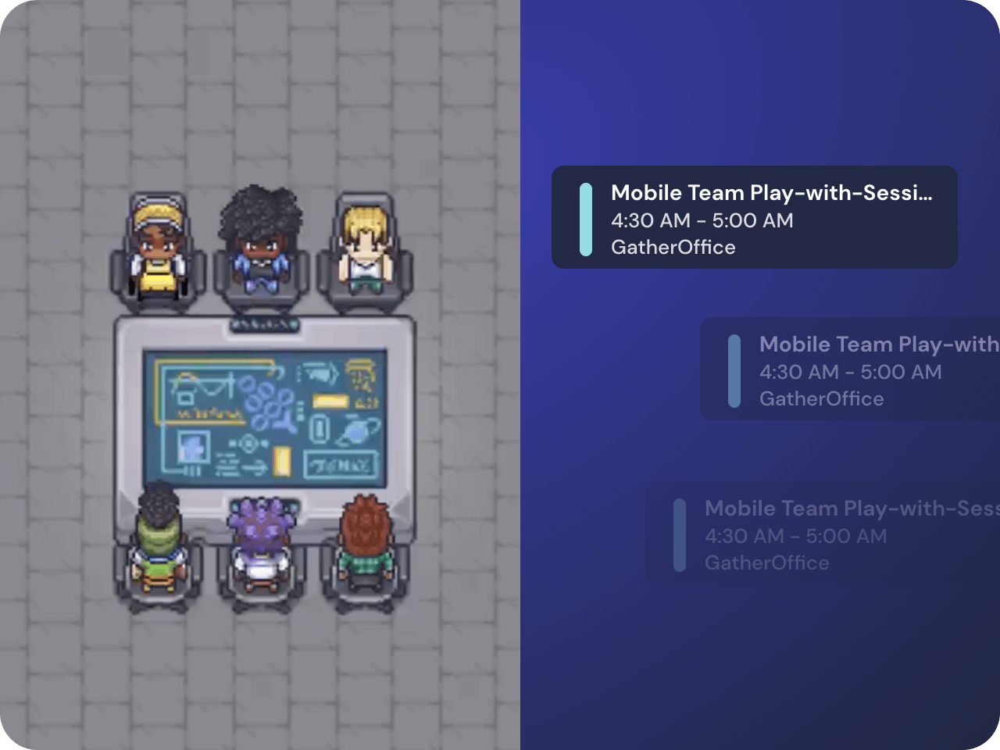 Mobile Team Play-with-Sessi...
4:30 AM - 5:00 AM
GatherOffice
Mobile Team Play-with
4:30 AM - 5:00 AM
GatherOffice
Mobile Team Play-with-Sess
4:30 AM - 5:00 AM
GatherOffice